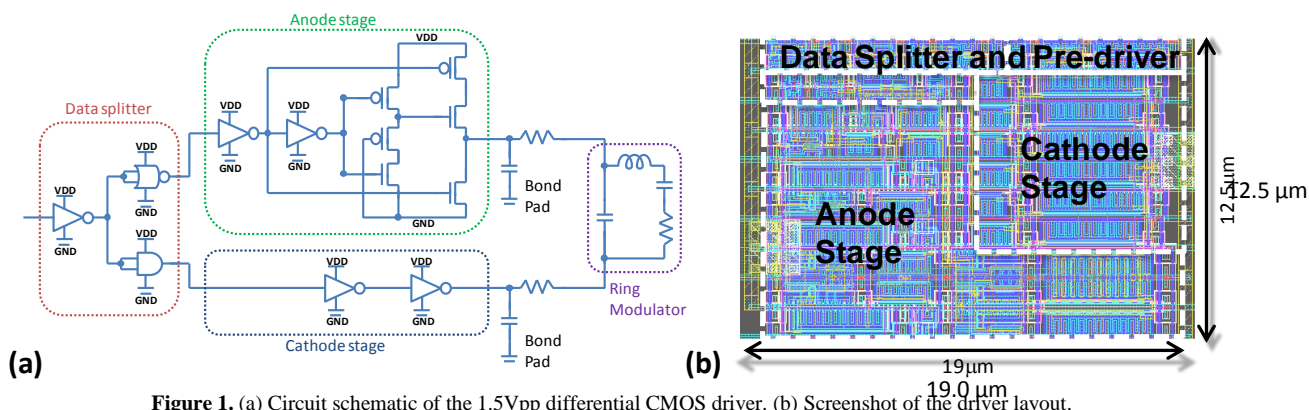 Anode stage
VDD
Data splitter
VDD
VDD
VDD
VDD
GND
GND
GND
GND
VDD
GND
GND
Bond
Pad
VDD
VDD
GND
GND
Cathode stage
Bond
Pad
Ring
Modulator
(a)
Data Splitter and Pre-driver
Cathode
Stage
Anode
Stage
12.5 µm
12.5 µm
19µm
19.0 um
(b)
Figure 1. (a) Circuit schematic of the 1.5Vpp differential CMOS driver. (b) Screenshot of the driver layout.